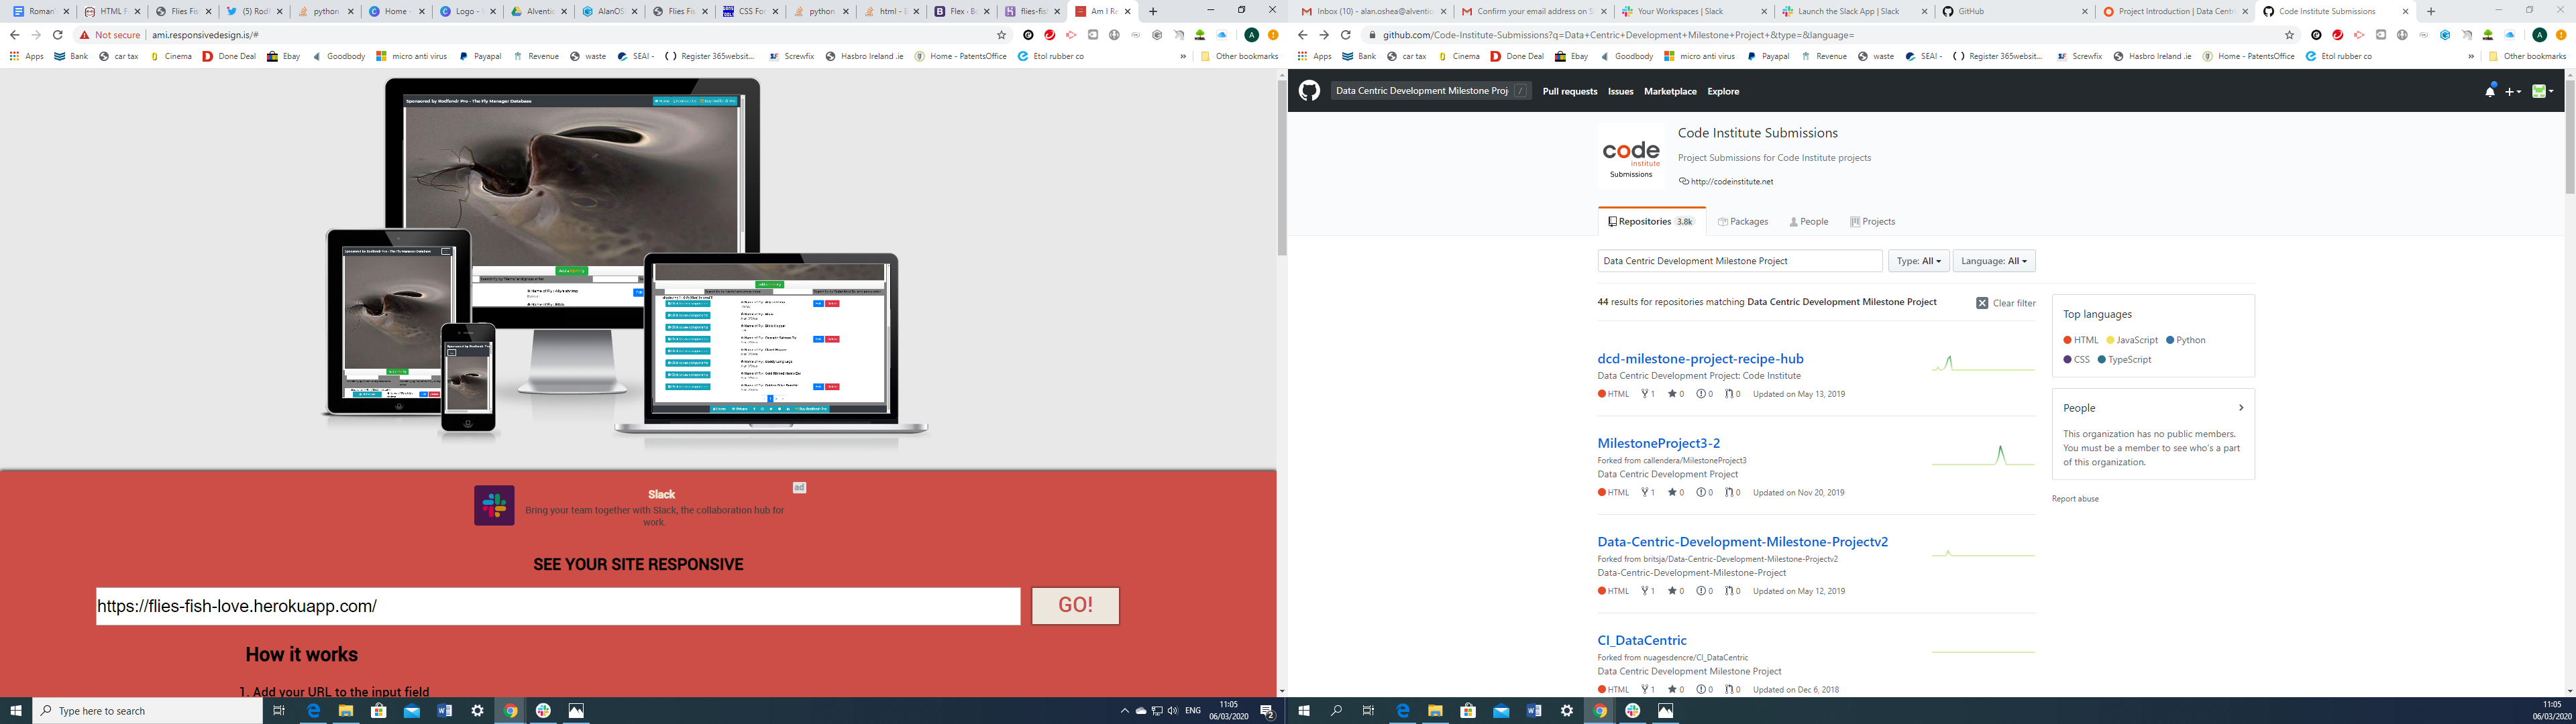 Roman
HTML F
Flies Fis
(5) Rodf
python
Home -
Logo - 
Alventic
AlanOS
Flies Fis
CSS Fo
python
html - 
Flex · Bo
flies-fis
Am I Re
Not secure
ami.responsivedesign.is/#
Apps
Bank
car tax
Cinema
Done Deal
Ebay
Goodbody
micro anti virus
Payapal
Revenue
waste
SEAI -
Register 365websit...
Screwfix
Hasbro Ireland .ie
Home - PatentsOffice
Etol rubber co
Other bookmarks
Sponsored by Rodfondr Pro - The Fly Manager Database
Slack
ad
Bring your team together with Slack, the collaboration hub for
work.
SEE YOUR SITE RESPONSIVE
https://flies-fish-love.herokuapp.com/
GO!
How it works
1. Add your URL to the input field
Type here to search
ENG
11:05
06/03/2020
2
Inbox (10) - alan.oshea@alvention
Confirm your email address on S
Your Workspaces | Slack
Launch the Slack App | Slack
GitHub
Project Introduction | Data Centr
Code Institute Submissions
github.com/Code-Institute-Submissions?q=Data+Centric+Development+Milestone+Project+&type=&language=
Apps
Bank
car tax
Cinema
Done Deal
Ebay
Goodbody
micro anti virus
Payapal
Revenue
waste
SEAI -
Register 365websit...
Screwfix
Hasbro Ireland .ie
Home - PatentsOffice
Etol rubber co
Other bookmarks
Data Centric Development Milestone Proj
/
Pull requests
Issues
Marketplace
Explore
code
institute
Submissions
Code Institute Submissions
Project Submissions for Code Institute projects
http://codeinstitute.net
Repositories 3.8k
Packages
People
Projects
Data Centric Development Milestone Project
Type: All
Language: All
44 results for repositories matching Data Centric Development Milestone Project
Clear filter
dcd-milestone-project-recipe-hub
Data Centric Development Project: Code Institute
HTML 1 0 0 0 Updated on May 13, 2019
MilestoneProject3-2
Forked from callendera/MilestoneProject3
Data Centric Development Project
HTML 1 0 0 0 Updated on Nov 20, 2019
Data-Centric-Development-Milestone-Projectv2
Forked from britsja/Data-Centric-Development-Milestone-Projectv2
Data-Centric-Development-Milestone-Project
HTML 1 0 0 0 Updated on May 12, 2019
CI_DataCentric
Forked from nuagesdencre/CI_DataCentric
Data Centric Development Milestone Project
HTML 1 0 0 0 Updated on Dec 6, 2018
Top languages
HTML JavaScript Python
CSS TypeScript
People
This organization has no public members.
You must be a member to see who's a part
of this organization.
Report abuse
11:05
06/03/2020